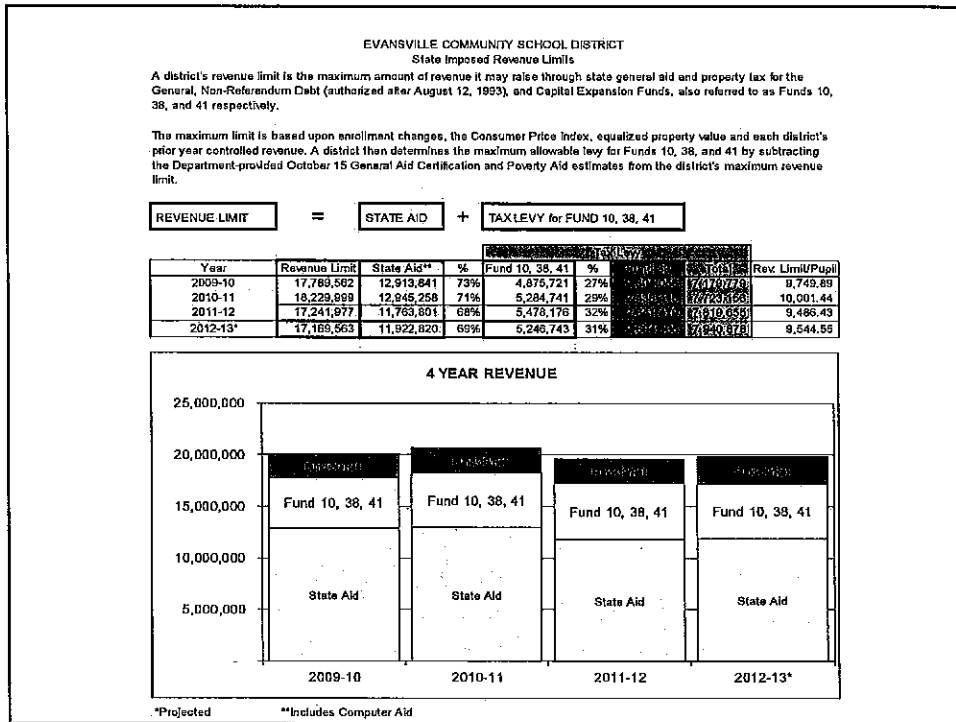 EVANSVILLE COMMUNITY SCHOOL DISTRICT
State Imposed Revenue Limits
A district's revenue limit is the maximum amount of revenue it may raise through state general aid and property tax for the
General, Non-Referendum Debt (authorized after August 12, 1993), and Capital Expansion Funds, also referred to as Funds 10,
38, and 41 respectively.
The maximum limit is based upon enrollment changes, the Consumer Price Index, equalized property value and each district's
prior year controlled revenue. A district then determines the maximum allowable levy for Funds 10, 38, and 41 by subtracting
the Department-provided October 15 General Aid Certification and Poverty Aid estimates from the district's maximum revenue
limit.
REVENUE LIMIT = STATE AID + TAX LEVY for FUND 10, 38, 41
Tax Levy
Year Revenue Limit State Aid** % Fund 10, 38, 41 % Total Rev. Limit/Pupil
2009-10 17,789,562 12,913,841 73% 4,875,721 27% 9,749.89
2010-11 18,229,999 12,945,258 71% 5,284,741 29% 10,001.44
2011-12 17,241,977 11,763,801 68% 5,478,176 32% 9,486.43
2012-13* 17,169,563 11,922,820 69% 5,246,743 31% 9,544.55
4 YEAR REVENUE
25,000,000
20,000,000
15,000,000
10,000,000
5,000,000
-
Fund 10, 38, 41 Fund 10, 38, 41 Fund 10, 38, 41 Fund 10, 38, 41
State Aid State Aid State Aid State Aid
2009-10 2010-11 2011-12 2012-13*
*Projected **Includes Computer Aid